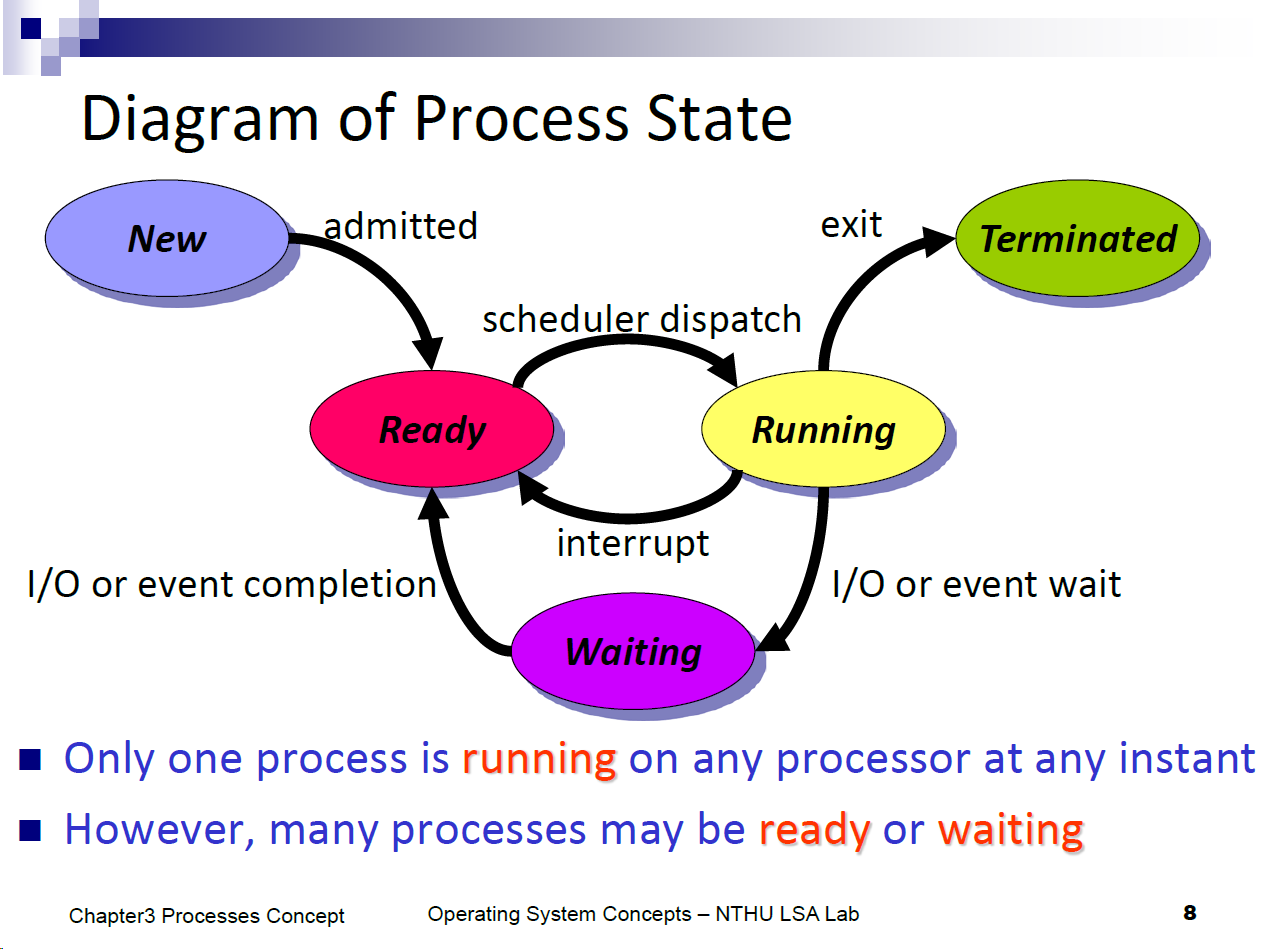 Diagram of Process State
New
admitted
exit
Terminated
scheduler dispatch
Ready
Running
interrupt
I/O or event completion
I/O or event wait
Waiting
Only one process is running on any processor at any instant
However, many processes may be ready or waiting
Chapter3 Processes Concept
Operating System Concepts – NTHU LSA Lab
8